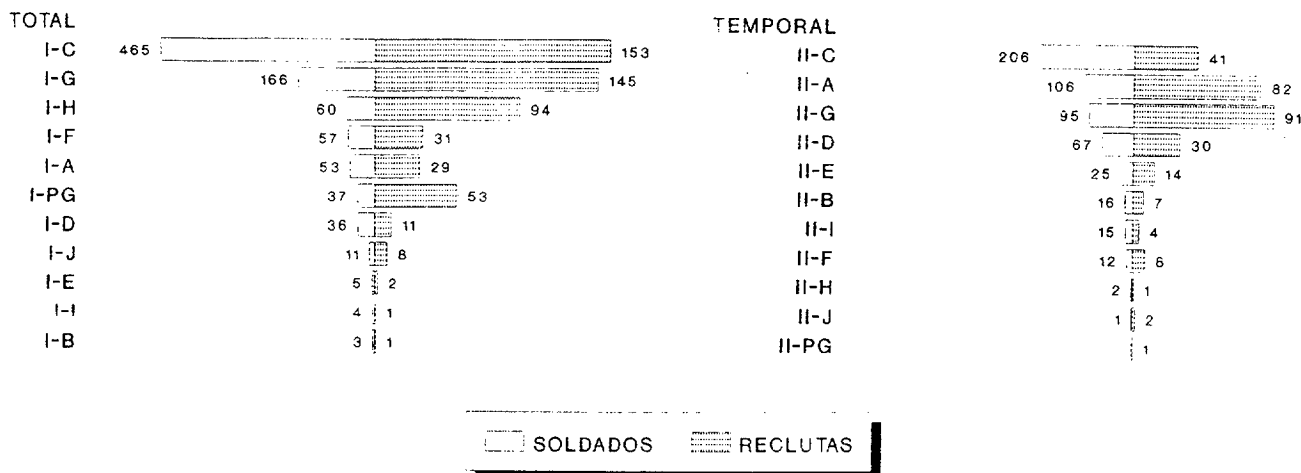 TOTAL
I-C 465 153
I-G 166 145
I-H 60 94
I-F 57 31
I-A 53 29
I-PG 37 53
I-D 36 11
I-J 11 8
I-E 5 2
I-I 4 1
I-B 3 1
TEMPORAL
II-C 206 41
II-A 106 82
II-G 95 91
II-D 67 30
II-E 25 14
II-B 16 7
II-I 15 4
II-F 12 6
II-H 2 1
II-J 1 2
II-PG 1
SOLDADOS RECLUTAS